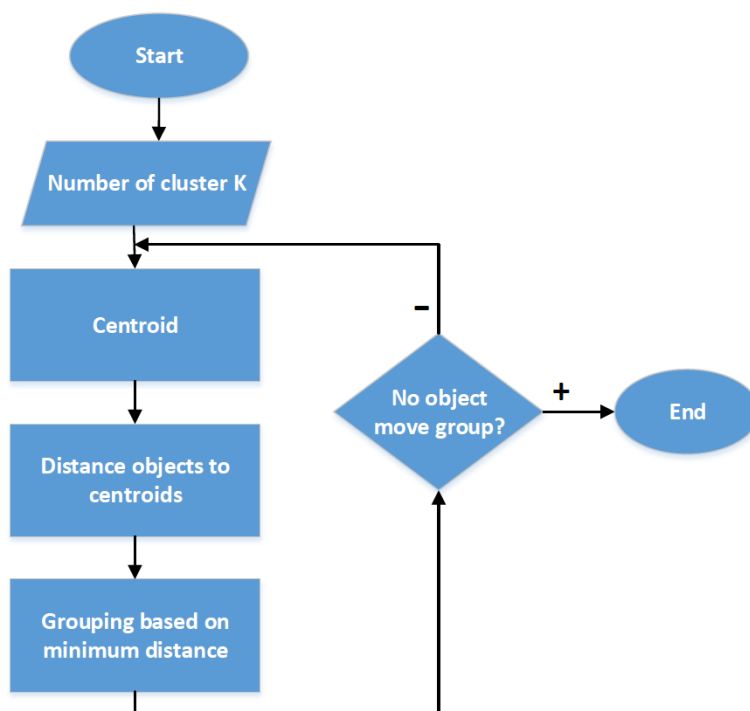 Start
Number of cluster K
Centroid
Distance objects to
centroids
Grouping based on
minimum distance
−
No object
move group?
+
End